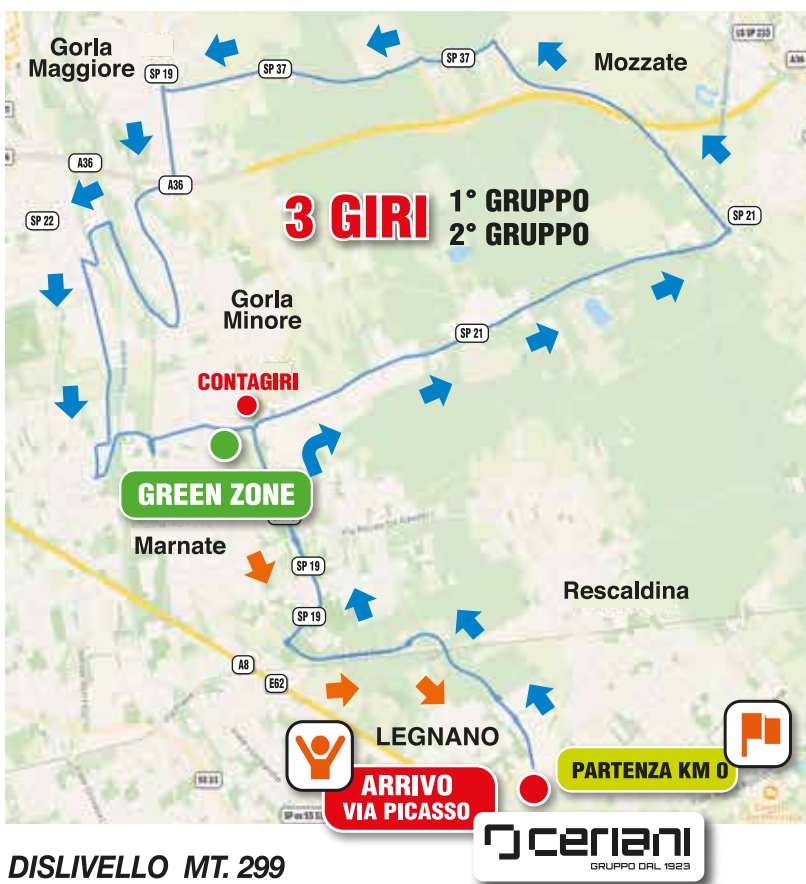 Gorla
Maggiore
SP 19
SP 37
SP 37
Mozzate
A36
A36
A36
SP 22
3 GIRI
1° GRUPPO
2° GRUPPO
SP 21
Gorla
Minore
SP 21
CONTAGIRI
GREEN ZONE
Marnate
SP 19
Rescaldina
SP 19
A8
E62
LEGNANO
PARTENZA KM 0
ARRIVO
VIA PICASSO
ceriani
GRUPPO DAL 1923
DISLIVELLO MT. 299